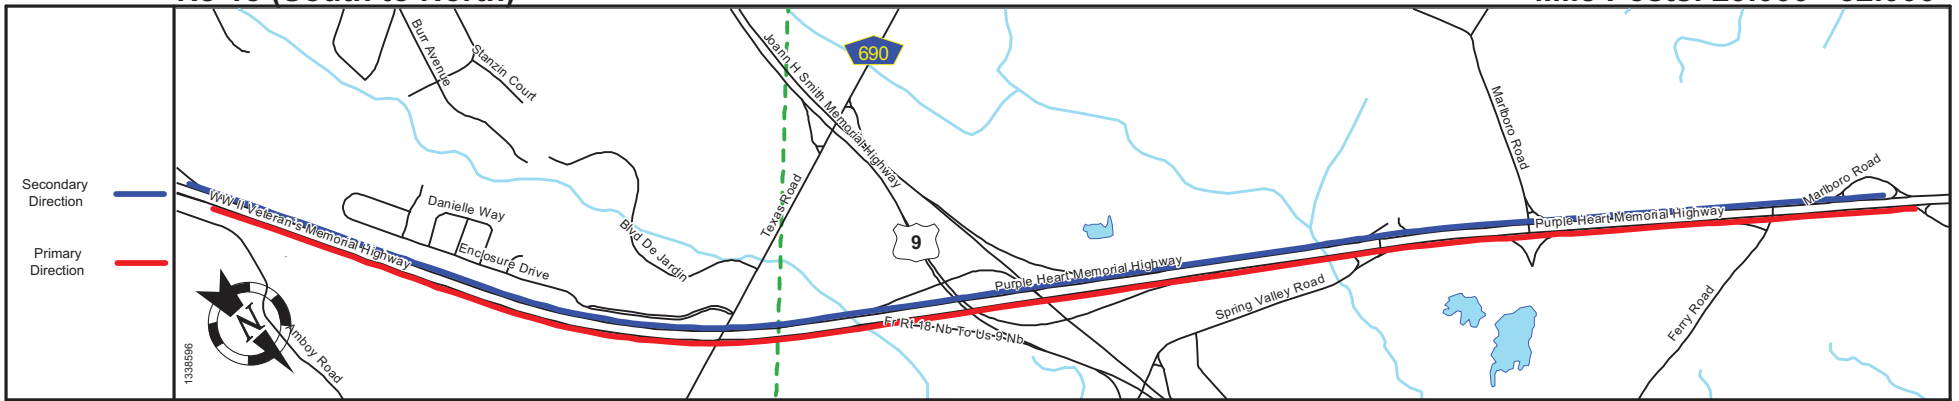 Secondary
Direction
Primary
Direction
Burr Avenue
Stanzin Court
Joann H Smith Memorial Highway
690
Texas Road
Danielle Way
Enclosure Drive
Blvd De Jardin
WW II Veteran's Memorial Highway
Amboy Road
N
1338596
9
Purple Heart Memorial Highway
Fr Rt 18 Nb To Us 9 Nb
Spring Valley Road
Marlboro Road
Purple Heart Memorial Highway
Marlboro Road
Ferry Road